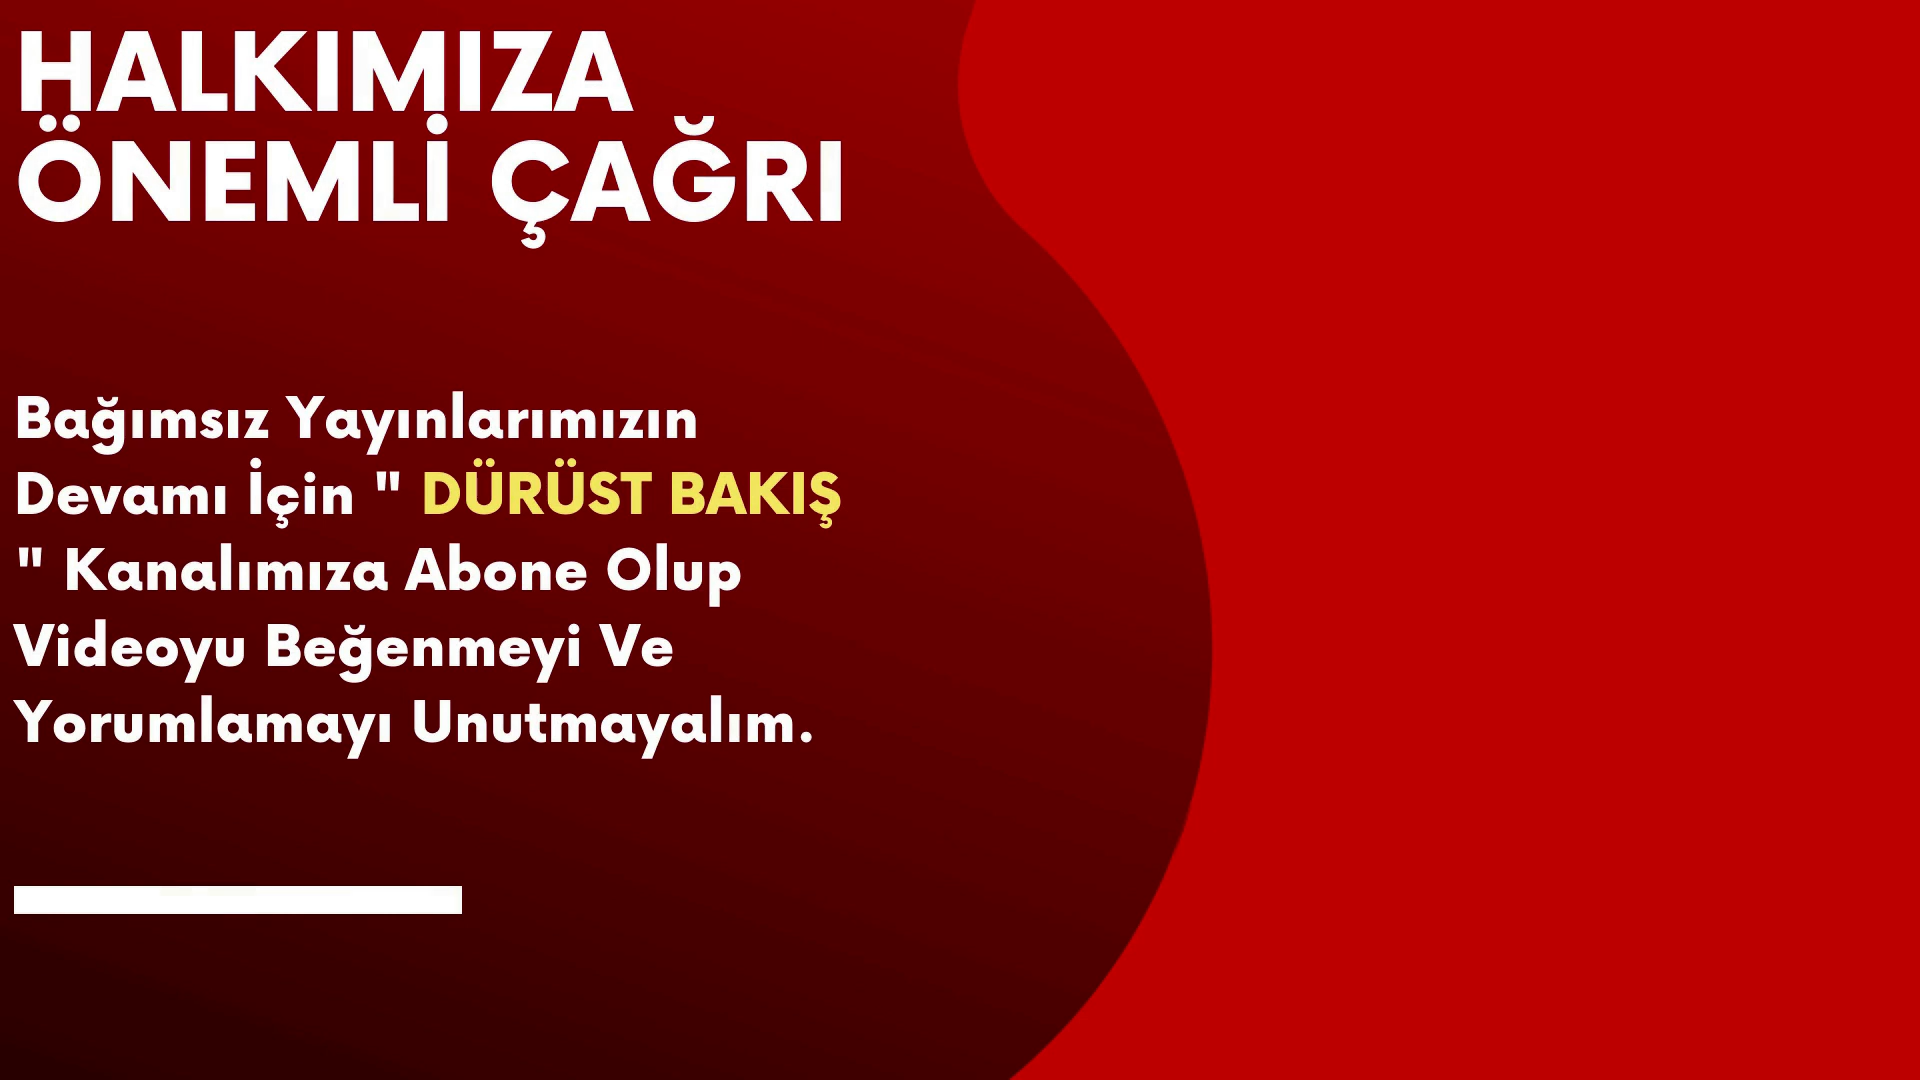 HALKIMIZA
ÖNEMLİ ÇAĞRI
Bağımsız Yayınlarımızın
Devamı İçin " DÜRÜST BAKIŞ
" Kanalımıza Abone Olup
Videoyu Beğenmeyi Ve
Yorumlamayı Unutmayalım.